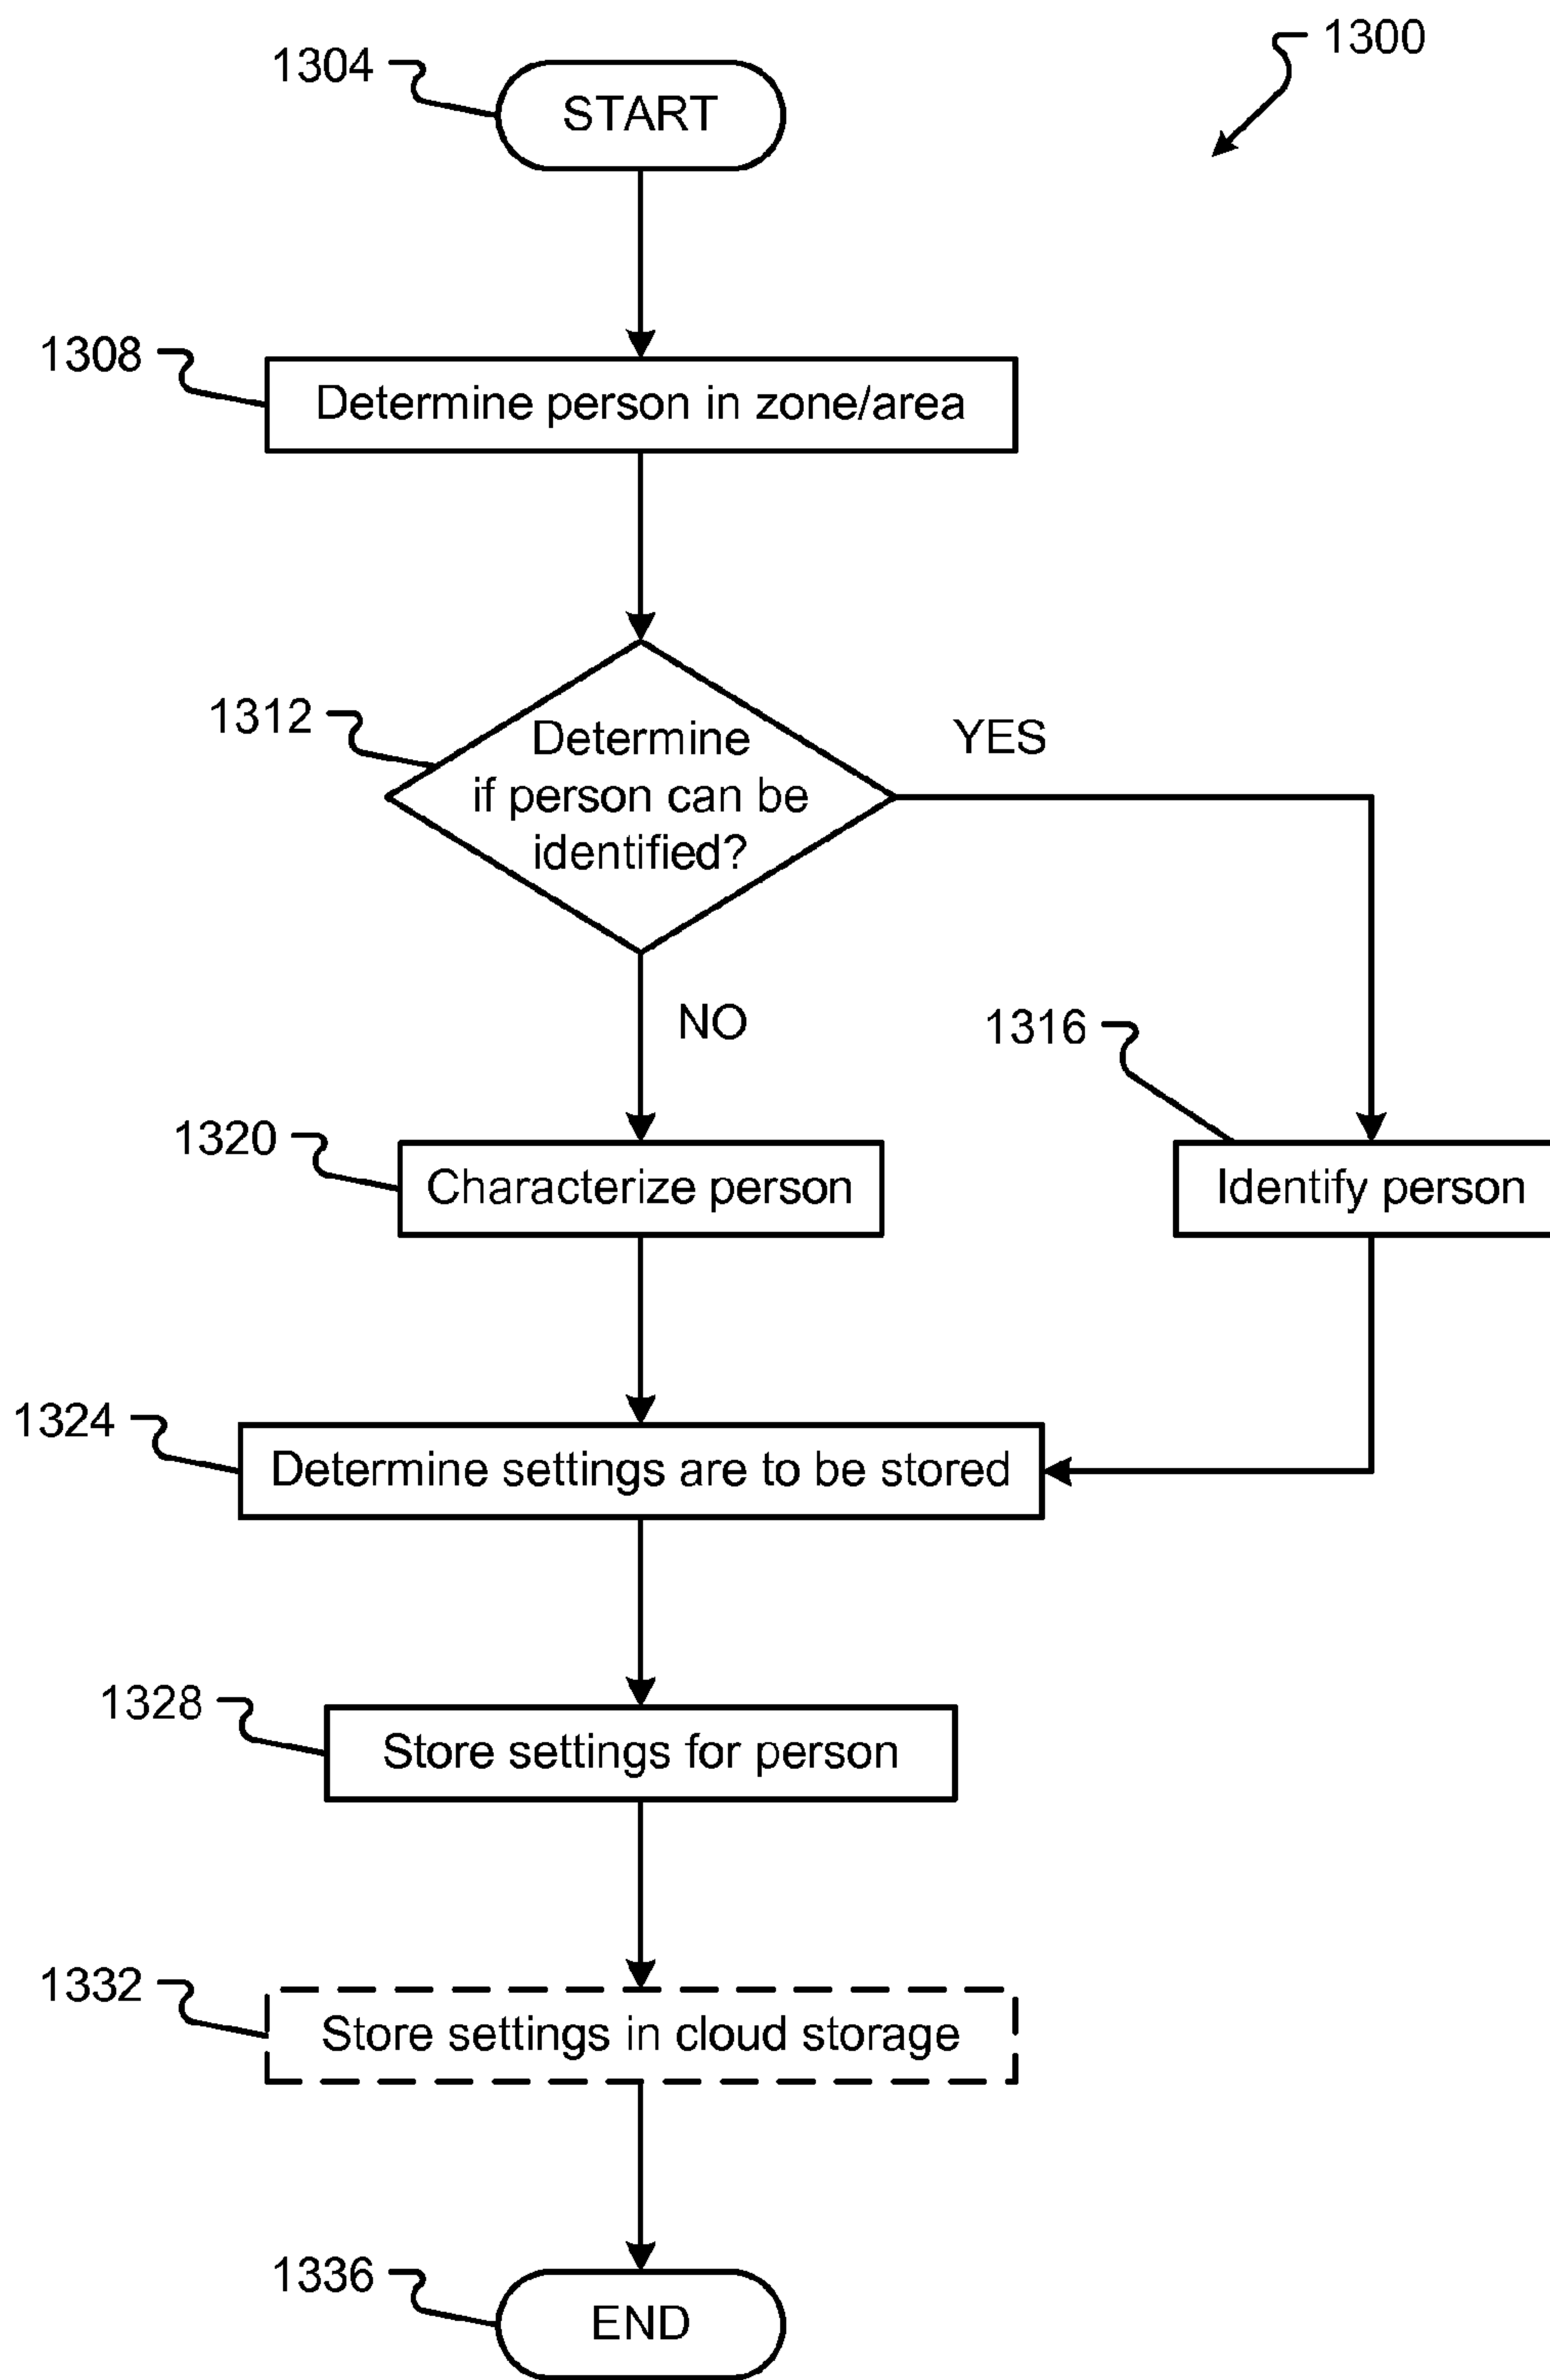 1300
1304
START
1308
Determine person in zone/area
1312
Determine
if person can be
identified?
YES
NO
1316
1320
Characterize person
Identify person
1324
Determine settings are to be stored
1328
Store settings for person
1332
Store settings in cloud storage
1336
END